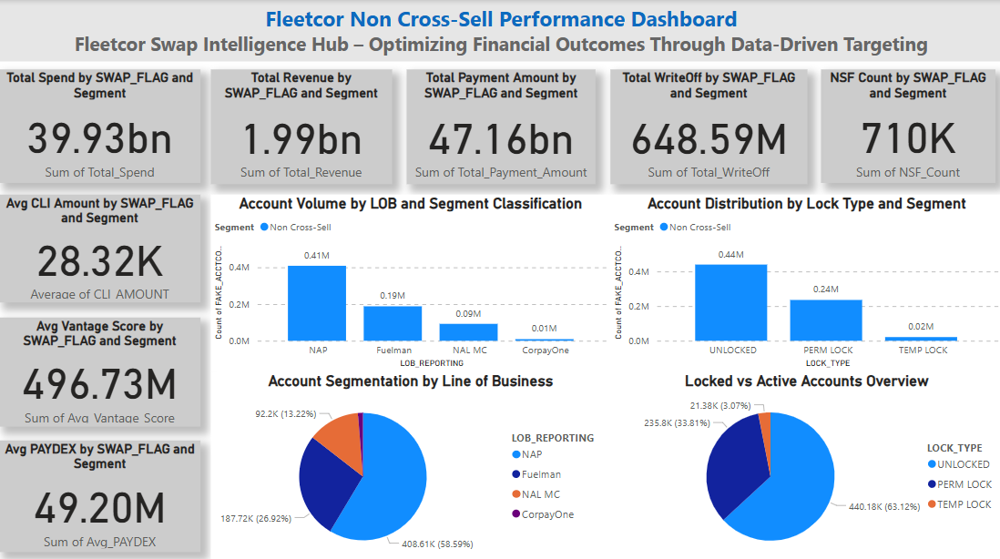 Fleetcor Non Cross-Sell Performance Dashboard
Fleetcor Swap Intelligence Hub – Optimizing Financial Outcomes Through Data-Driven Targeting
Total Spend by SWAP_FLAG and
Segment
39.93bn
Sum of Total_Spend
Total Revenue by
SWAP_FLAG and Segment
1.99bn
Sum of Total_Revenue
Total Payment Amount by
SWAP_FLAG and Segment
47.16bn
Sum of Total_Payment_Amount
Total WriteOff by SWAP_FLAG
and Segment
648.59M
Sum of Total_WriteOff
NSF Count by SWAP_FLAG
and Segment
710K
Sum of NSF_Count
Avg CLI Amount by SWAP_FLAG
and Segment
28.32K
Average of CLI_AMOUNT
Avg Vantage Score by
SWAP_FLAG and Segment
496.73M
Sum of Avg_Vantage_Score
Avg PAYDEX by SWAP_FLAG and
Segment
49.20M
Sum of Avg_PAYDEX
Account Volume by LOB and Segment Classification
Segment Non Cross-Sell
Count of FAKE_ACCTCO...
0.4M
0.2M
0.0M
0.41M
0.19M
0.09M
0.01M
NAP Fuelman NAL MC CorpayOne
LOB_REPORTING
Account Distribution by Lock Type and Segment
Segment Non Cross-Sell
Count of FAKE_ACCTCO...
0.4M
0.2M
0.0M
0.44M
0.24M
0.02M
UNLOCKED PERM LOCK TEMP LOCK
LOCK_TYPE
Account Segmentation by Line of Business
92.2K (13.22%)
187.72K (26.92%)
408.61K (58.59%)
LOB_REPORTING
NAP
Fuelman
NAL MC
CorpayOne
Locked vs Active Accounts Overview
21.38K (3.07%)
235.8K (33.81%)
440.18K (63.12%)
LOCK_TYPE
UNLOCKED
PERM LOCK
TEMP LOCK